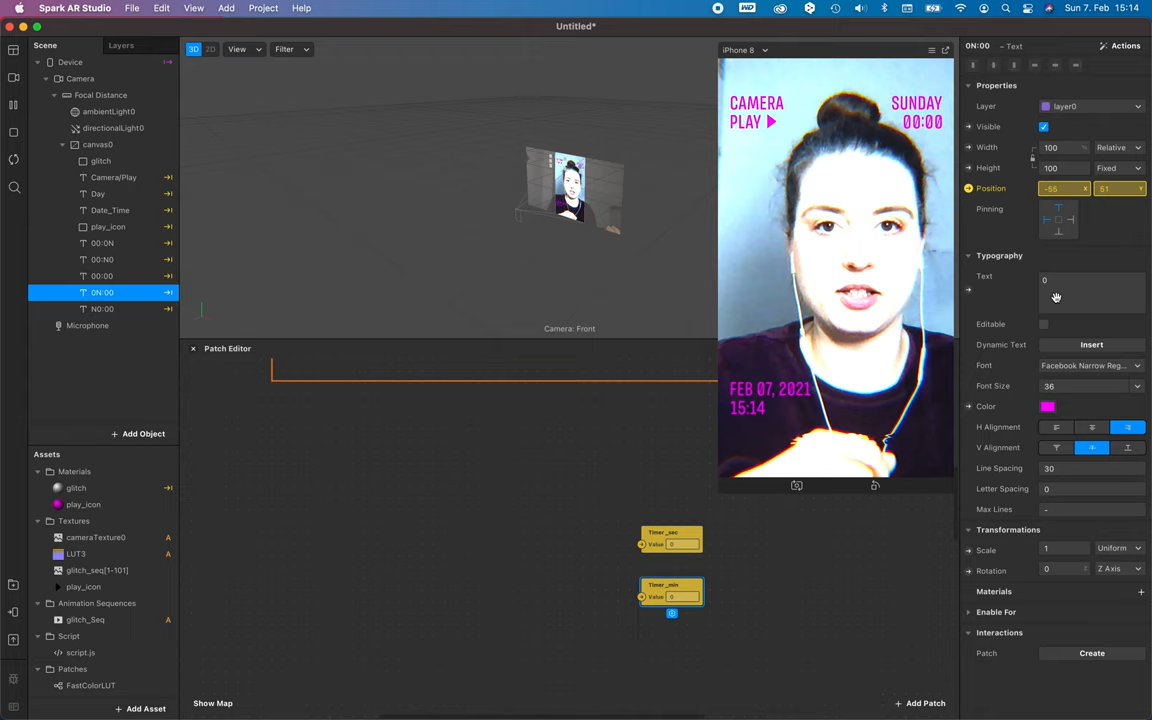 Spark AR Studio File Edit View Add Project Help Sun 7. Feb 15:14
Untitled*
Scene Layers
Device
Camera
Focal Distance
ambientLight0
directionalLight0
canvas0
glitch
Camera/Play
Day
Date_Time
play_icon
00:0N
00:N0
00:00
0N:00
N0:00
Microphone
+ Add Object
Assets
Materials
glitch
play_icon
Textures
cameraTexture0 A
LUT3 A
glitch_seq[1-101]
play_icon
Animation Sequences
glitch_Seq A
Script
script.js
Patches
FastColorLUT
+ Add Asset
3D 2D View Filter
Camera: Front
Patch Editor
Timer_sec
Value 0
Timer_min
Value 0
Show Map
+ Add Patch
iPhone 8
CAMERA
PLAY
SUNDAY
00:00
FEB 07, 2021
15:14
0N:00 - Text Actions
Properties
Layer layer0
Visible
Width 100 % Relative
Height 100 Fixed
Position -55 X 51 Y
Pinning
Typography
Text 0
Editable
Dynamic Text Insert
Font Facebook Narrow Reg...
Font Size 36
Color
H Alignment
V Alignment
Line Spacing 30
Letter Spacing 0
Max Lines -
Transformations
Scale 1 Uniform
Rotation 0 Z Axis
Materials +
Enable For
Interactions
Patch Create